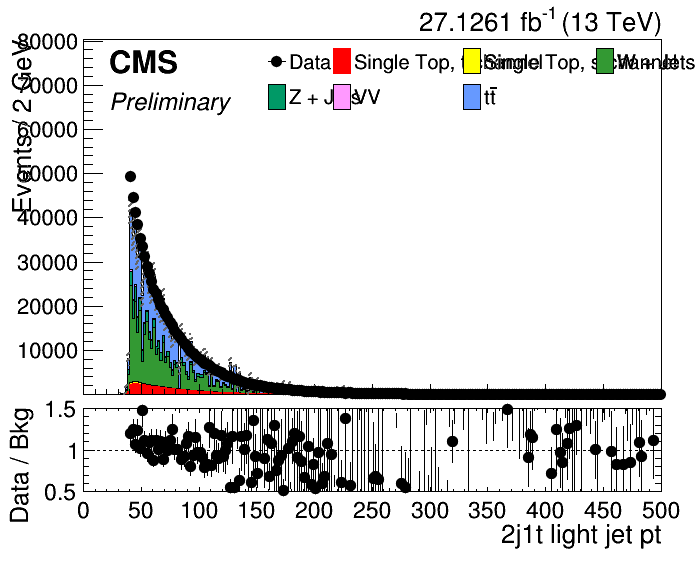 27.1261 fb-1 (13 TeV)
80000
70000
60000
50000
40000
30000
20000
10000
Events / 2 GeV
CMS
Preliminary
Data
Single Top, t channel
Single Top, s channel
W + Jets
Z + Jets
VV
tt̄
1.5
1
0.5
Data / Bkg
0 50 100 150 200 250 300 350 400 450 500
2j1t light jet pt